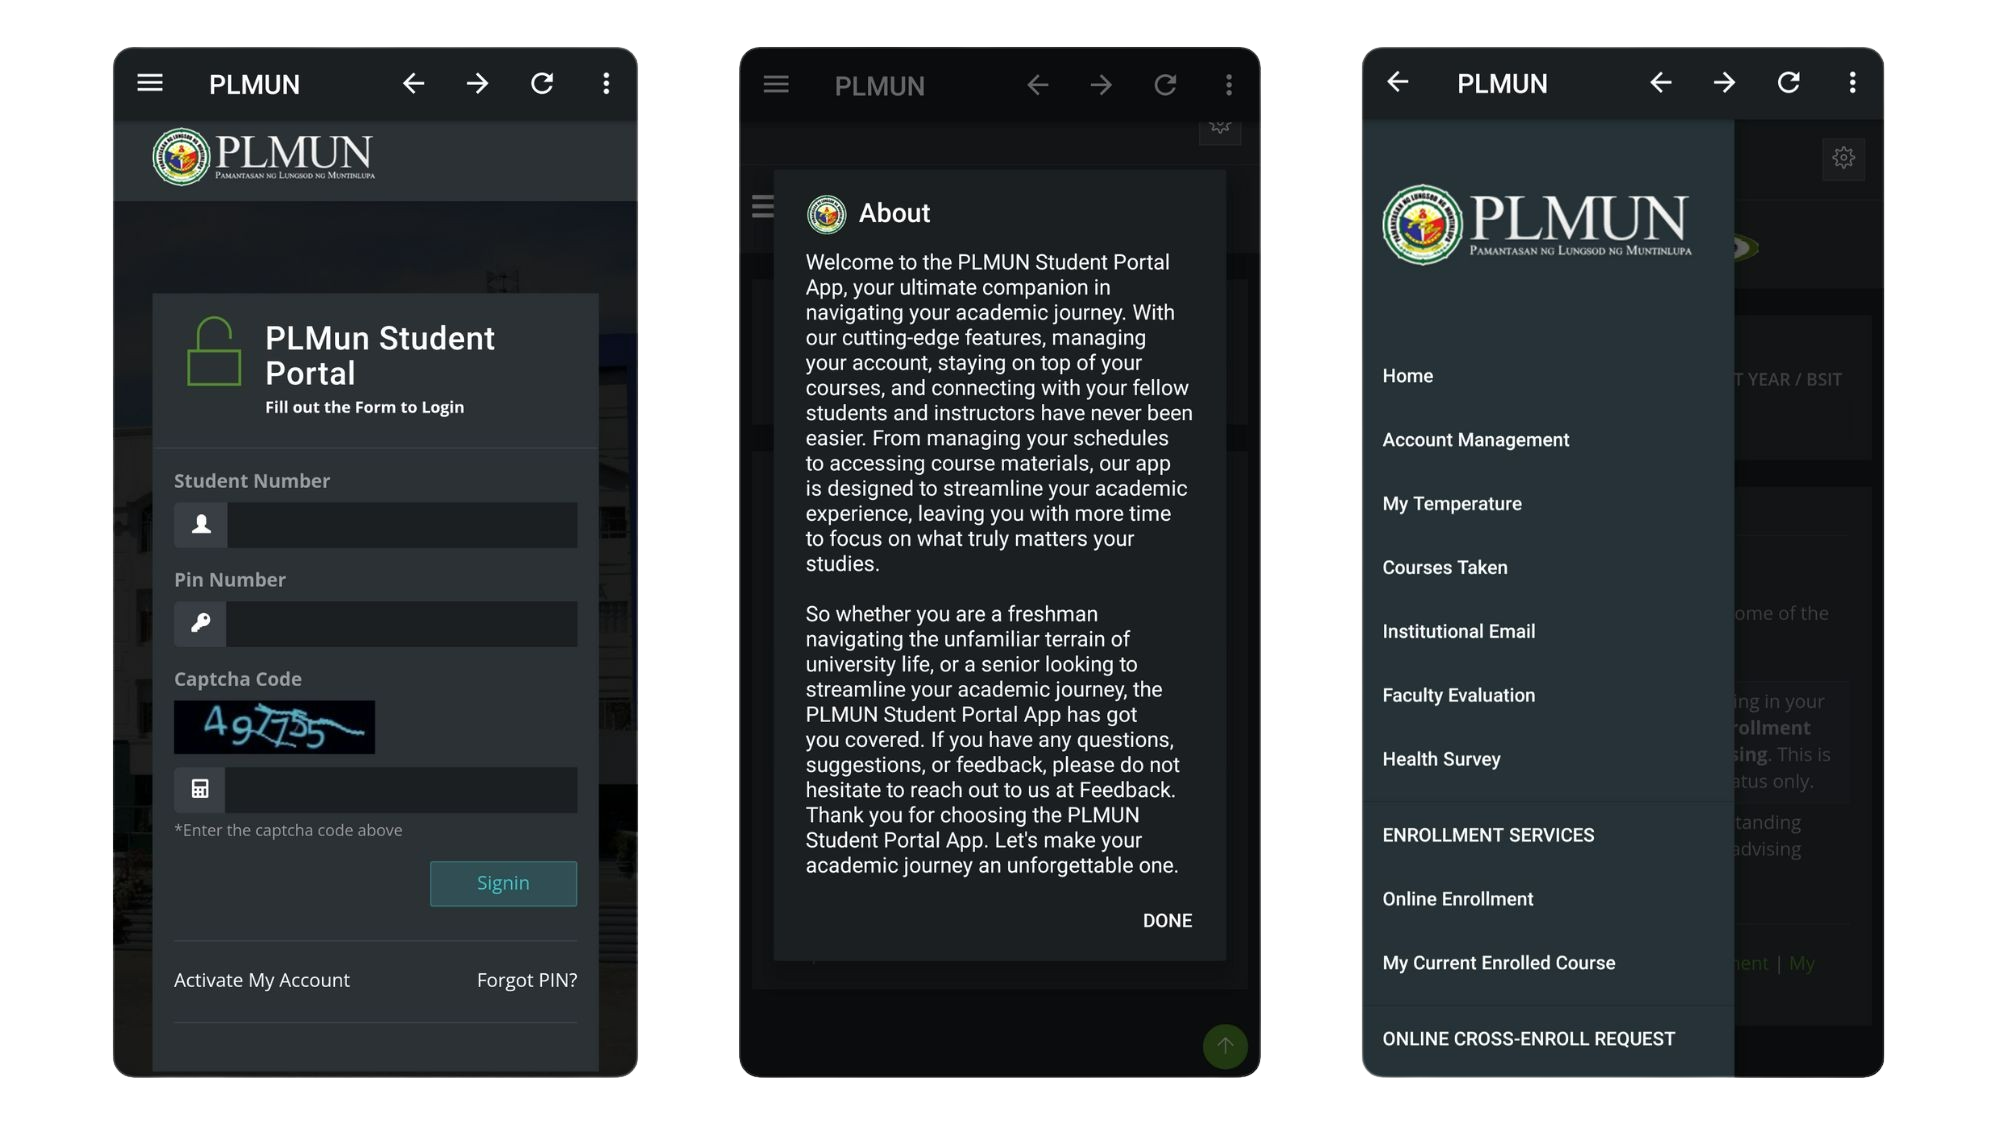 PLMUN
PLMUN
PAMANTASAN NG LUNGSOD NG MUNTINLUPA
PLMun Student
Portal
Fill out the Form to Login
Student Number
Pin Number
Captcha Code
*Enter the captcha code above
Signin
Activate My Account
Forgot PIN?
PLMUN
About
Welcome to the PLMUN Student Portal
App, your ultimate companion in
navigating your academic journey. With
our cutting-edge features, managing
your account, staying on top of your
courses, and connecting with your fellow
students and instructors have never been
easier. From managing your schedules
to accessing course materials, our app
is designed to streamline your academic
experience, leaving you with more time
to focus on what truly matters your
studies.
So whether you are a freshman
navigating the unfamiliar terrain of
university life, or a senior looking to
streamline your academic journey, the
PLMUN Student Portal App has got
you covered. If you have any questions,
suggestions, or feedback, please do not
hesitate to reach out to us at Feedback.
Thank you for choosing the PLMUN
Student Portal App. Let's make your
academic journey an unforgettable one.
DONE
PLMUN
PLMUN
PAMANTASAN NG LUNGSOD NG MUNTINLUPA
Home
Account Management
My Temperature
Courses Taken
Institutional Email
Faculty Evaluation
Health Survey
ENROLLMENT SERVICES
Online Enrollment
My Current Enrolled Course
ONLINE CROSS-ENROLL REQUEST
T YEAR / BSIT
ome of the
ing in your
rollment
sing. This is
atus only.
tanding
advising
nent | My